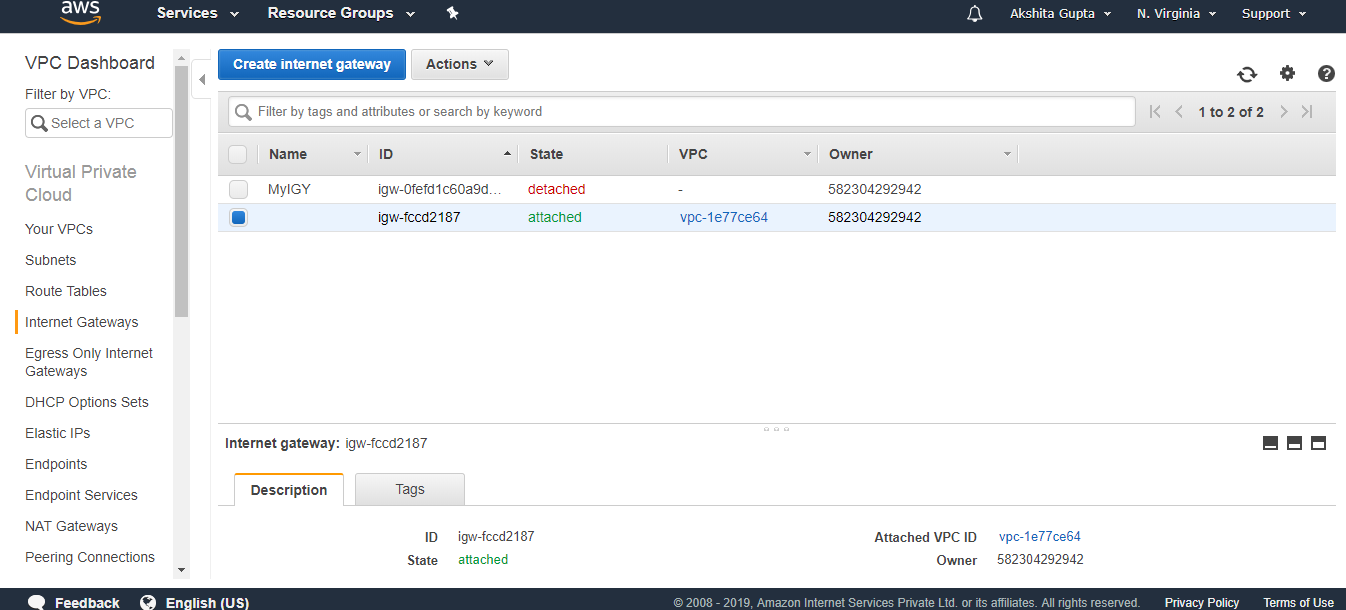 aws Services Resource Groups Akshita Gupta N. Virginia Support
VPC Dashboard
Filter by VPC:
Select a VPC
Virtual Private
Cloud
Your VPCs
Subnets
Route Tables
Internet Gateways
Egress Only Internet
Gateways
DHCP Options Sets
Elastic IPs
Endpoints
Endpoint Services
NAT Gateways
Peering Connections
Create internet gateway Actions
Filter by tags and attributes or search by keyword 1 to 2 of 2
Name ID State VPC Owner
MyIGY igw-0fefd1c60a9d... detached - 582304292942
igw-fccd2187 attached vpc-1e77ce64 582304292942
Internet gateway: igw-fccd2187
Description Tags
ID igw-fccd2187 Attached VPC ID vpc-1e77ce64
State attached Owner 582304292942
Feedback English (US) © 2008 - 2019, Amazon Internet Services Private Ltd. or its affiliates. All rights reserved. Privacy Policy Terms of Use